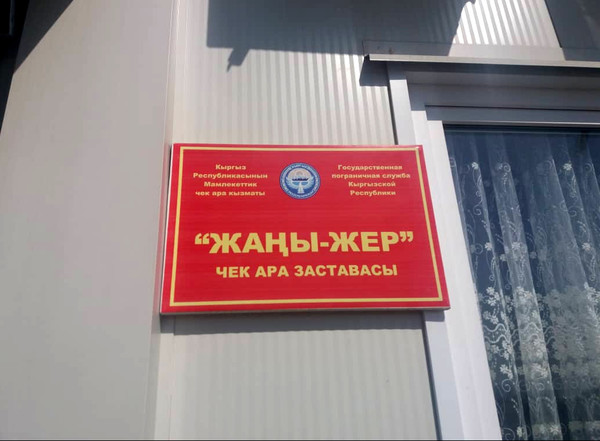 Кыргыз
Республикасынын
Мамлекеттик
чек ара кызматы
Государственная
пограничная служба
Кыргызской
Республики
“ЖАҢЫ-ЖЕР”
ЧЕК АРА ЗАСТАВАСЫ